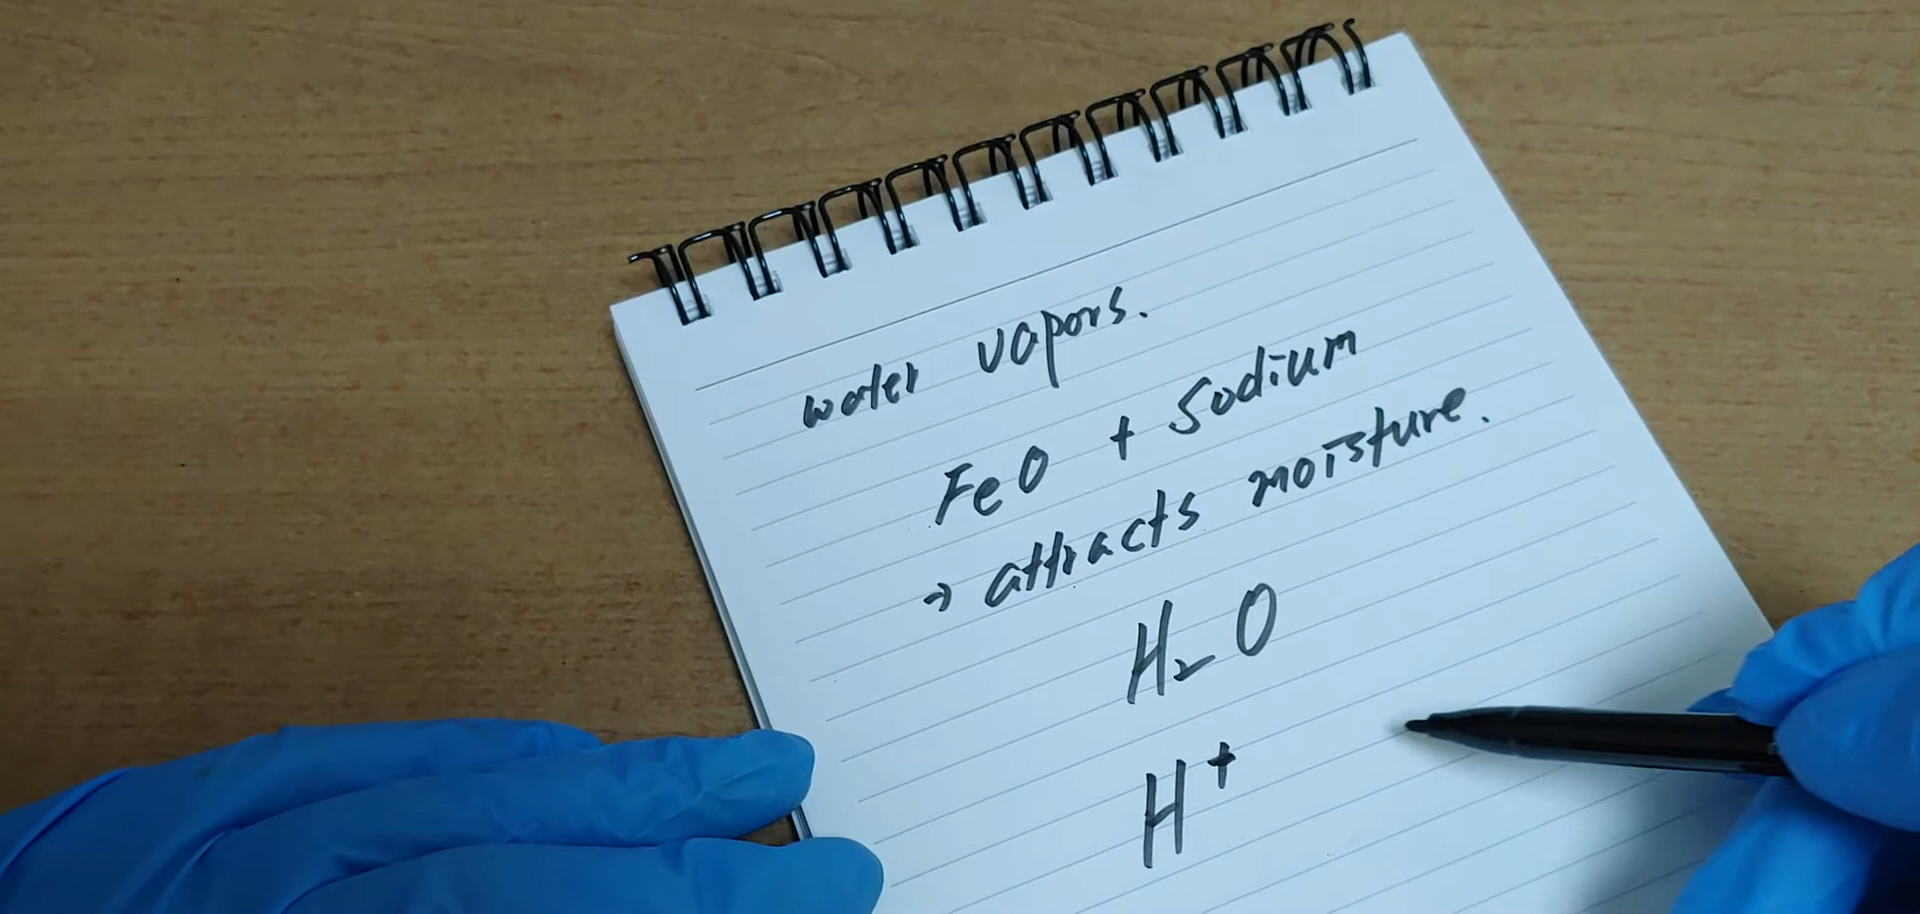 water vapors.
FeO + Sodium
→ attracts moisture.
H₂O
H⁺